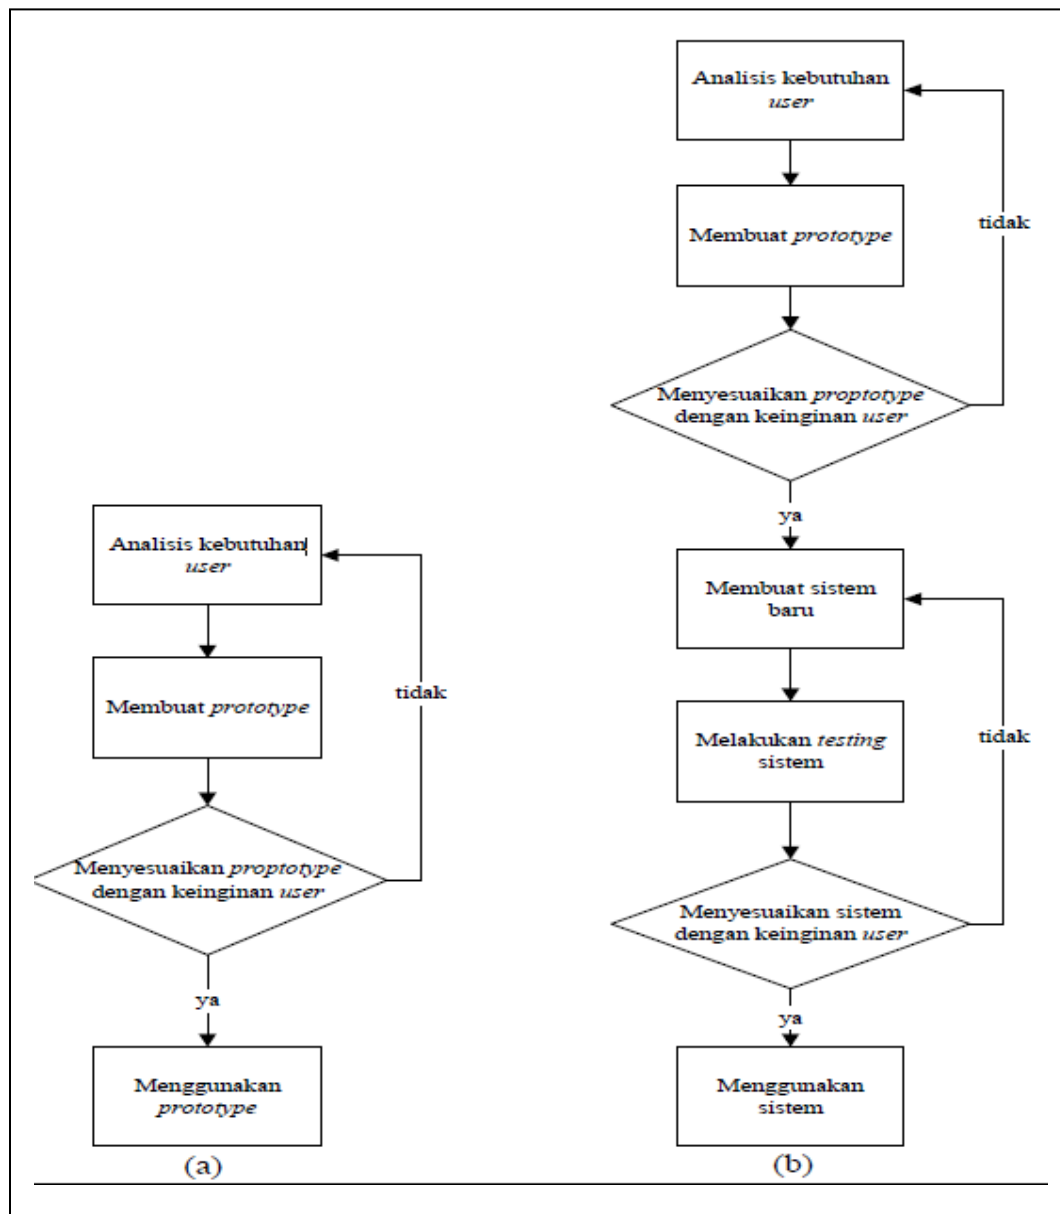 Analisis kebutuhan
user
Membuat prototype
Menyesuaikan proptotype
dengan keinginan user
tidak
ya
Menggunakan
prototype
(a)
Analisis kebutuhan
user
Membuat prototype
tidak
Menyesuaikan proptotype
dengan keinginan user
ya
Membuat sistem
baru
Melakukan testing
sistem
tidak
Menyesuaikan sistem
dengan keinginan user
ya
Menggunakan
sistem
(b)